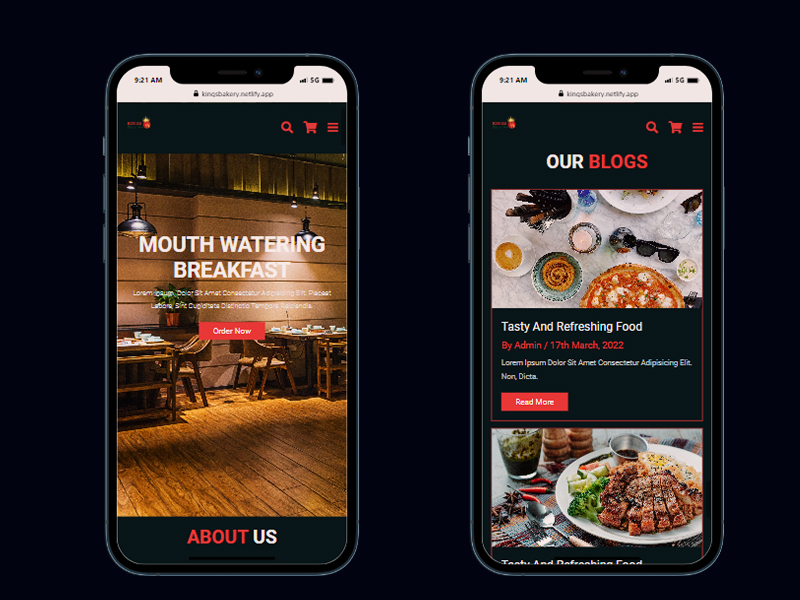 9:21 AM
5G
kingsbakery.netlify.app
MOUTH WATERING
BREAKFAST
Lorem Ipsum, Dolor Sit Amet Consectetur Adipisicing Elit. Placeat
Labore, Sint Cupiditate Distinctio Tempora Reiciendis.
Order Now
ABOUT US
9:21 AM
5G
kingsbakery.netlify.app
OUR BLOGS
Tasty And Refreshing Food
By Admin / 17th March, 2022
Lorem Ipsum Dolor Sit Amet Consectetur Adipisicing Elit.
Non, Dicta.
Read More
Tasty And Refreshing Food